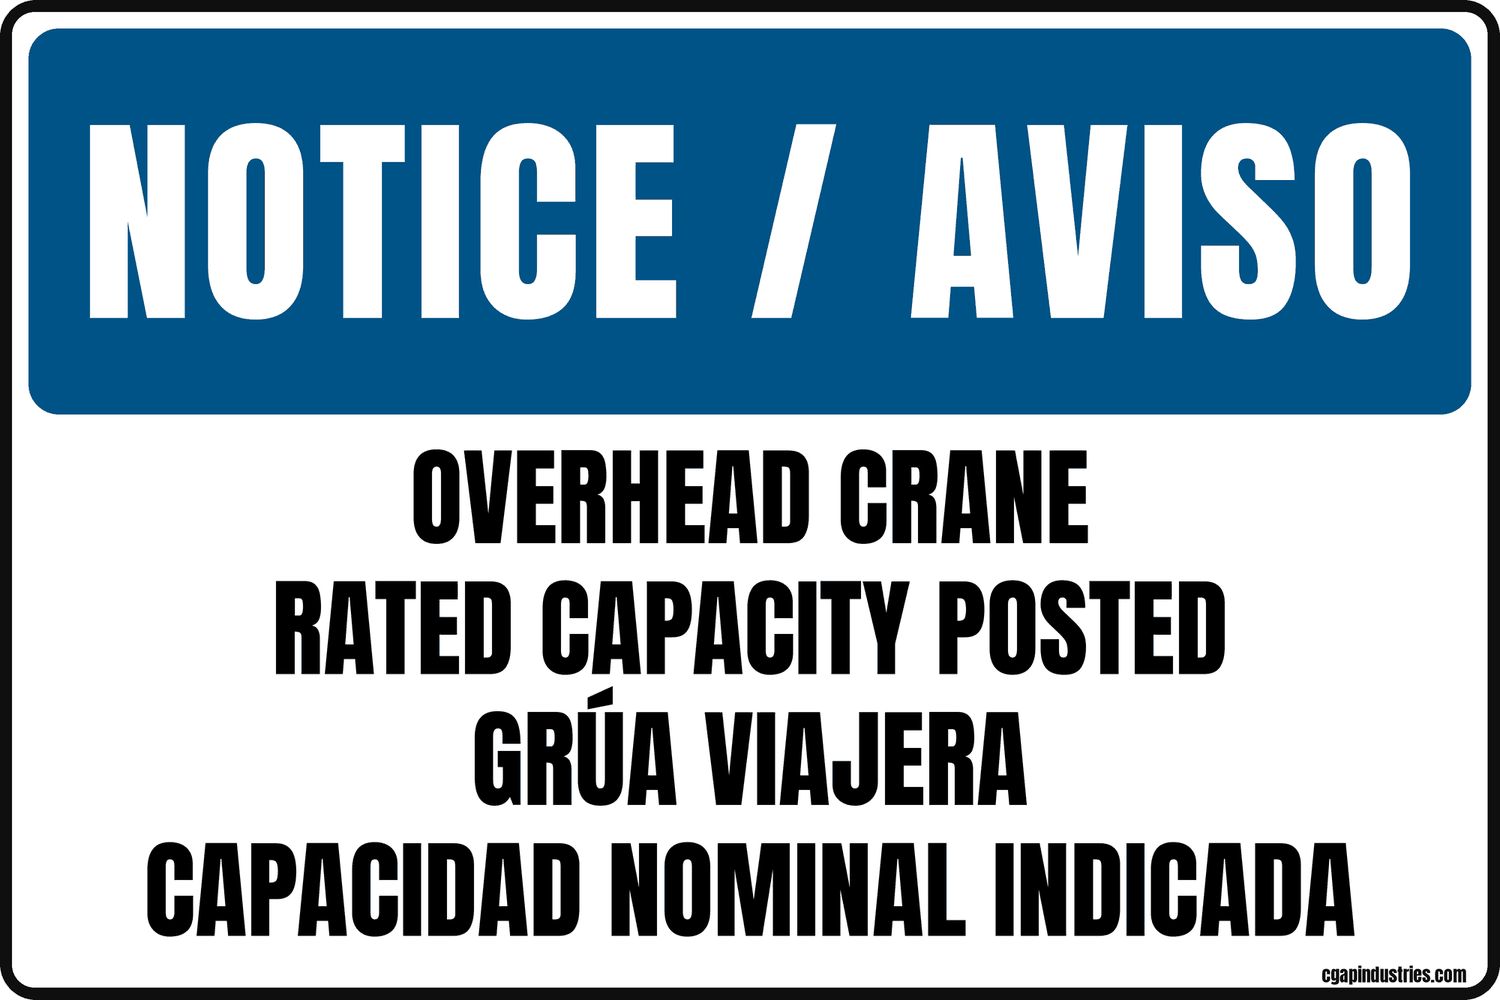 NOTICE / AVISO
OVERHEAD CRANE
RATED CAPACITY POSTED
GRÚA VIAJERA
CAPACIDAD NOMINAL INDICADA
cgapindustries.com